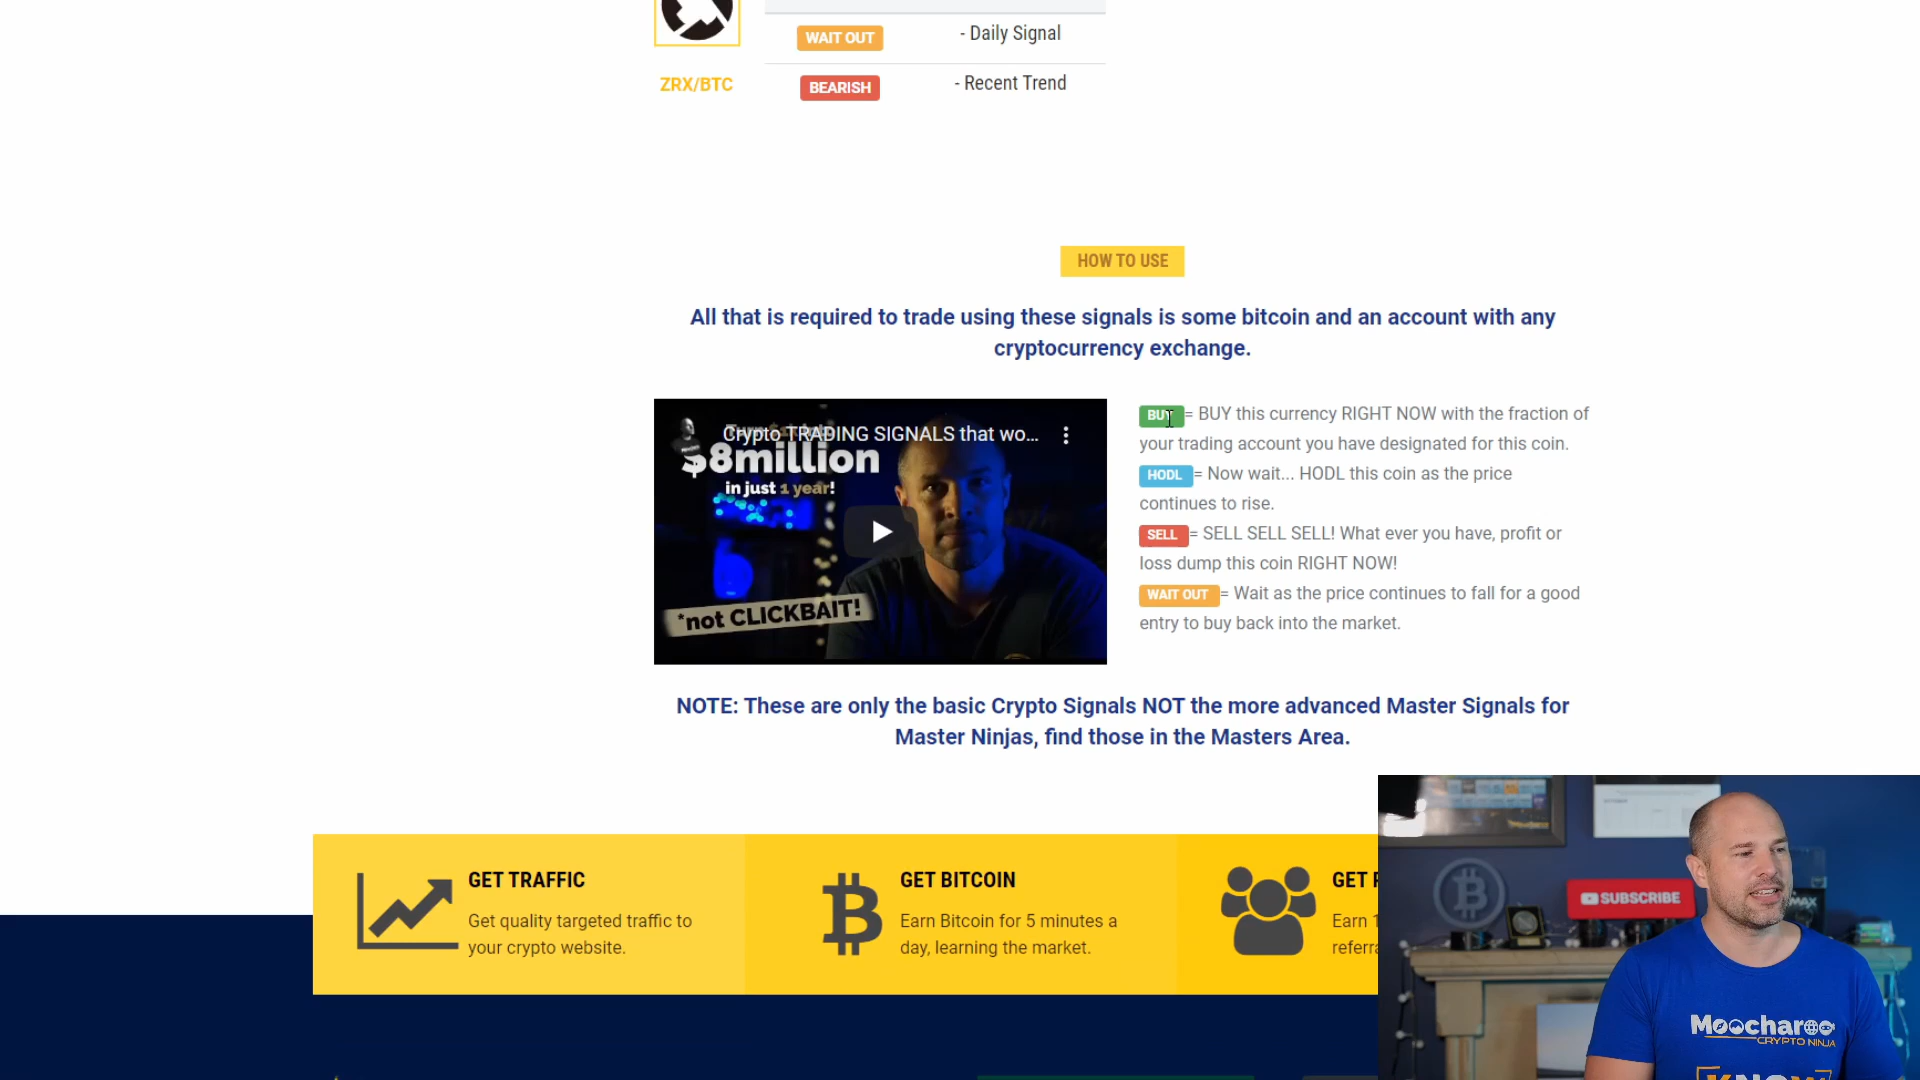 WAIT OUT
- Daily Signal
ZRX/BTC
BEARISH
- Recent Trend
HOW TO USE
All that is required to trade using these signals is some bitcoin and an account with any
cryptocurrency exchange.
Crypto TRADING SIGNALS that wo...
$8million
in just 1 year!
*not CLICKBAIT!
BUY = BUY this currency RIGHT NOW with the fraction of
your trading account you have designated for this coin.
HODL = Now wait... HODL this coin as the price
continues to rise.
SELL = SELL SELL SELL! What ever you have, profit or
loss dump this coin RIGHT NOW!
WAIT OUT = Wait as the price continues to fall for a good
entry to buy back into the market.
NOTE: These are only the basic Crypto Signals NOT the more advanced Master Signals for
Master Ninjas, find those in the Masters Area.
GET TRAFFIC
Get quality targeted traffic to
your crypto website.
GET BITCOIN
Earn Bitcoin for 5 minutes a
day, learning the market.
GET
Earn
SUBSCRIBE
Moocharoo
CRYPTO NINJA